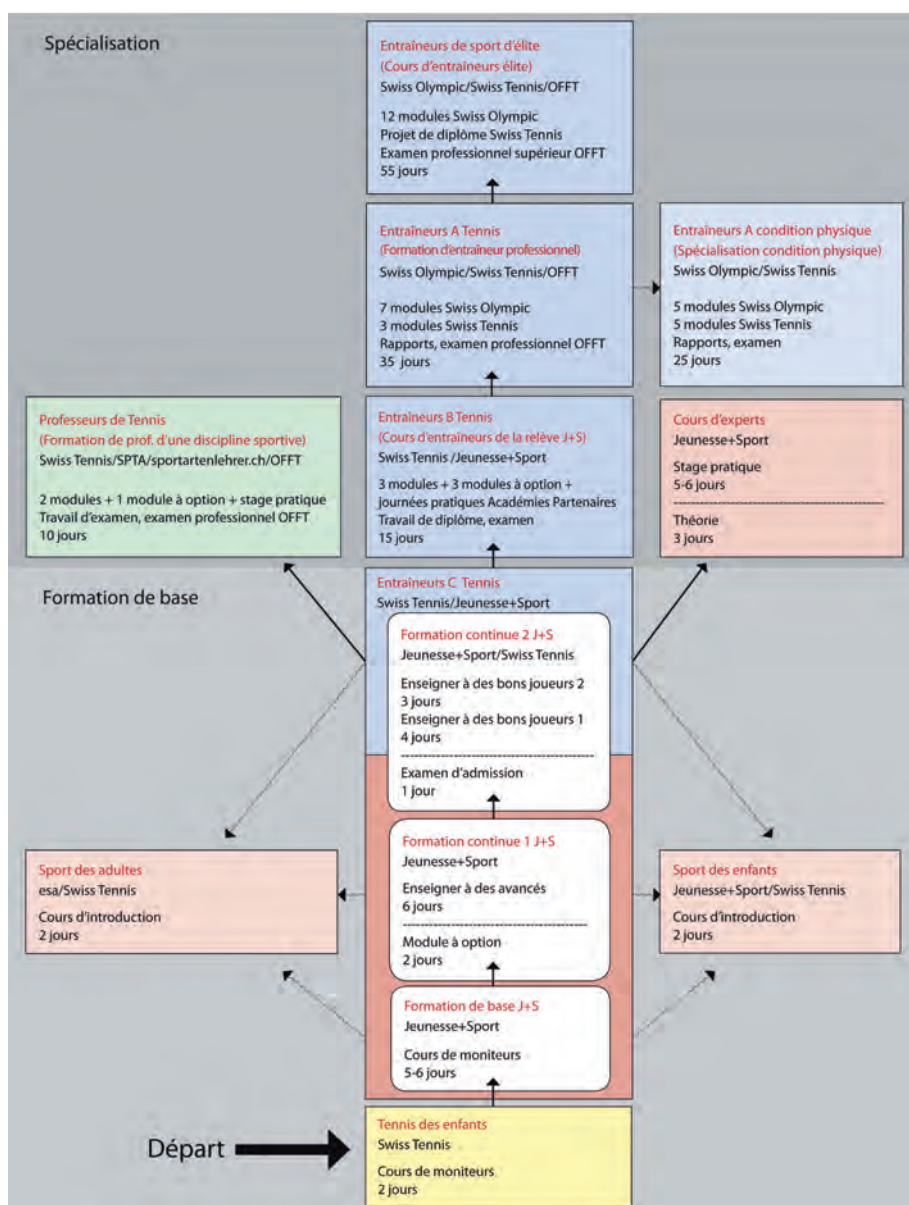 Spécialisation
Entraîneurs de sport d'élite
(Cours d'entraîneurs élite)
Swiss Olympic/Swiss Tennis/OFFT
12 modules Swiss Olympic
Projet de diplôme Swiss Tennis
Examen professionnel supérieur OFFT
55 jours
Entraîneurs A Tennis
(Formation d'entraîneur professionnel)
Swiss Olympic/Swiss Tennis/OFFT
7 modules Swiss Olympic
3 modules Swiss Tennis
Rapports, examen professionnel OFFT
35 jours
Entraîneurs A condition physique
(Spécialisation condition physique)
Swiss Olympic/Swiss Tennis
5 modules Swiss Olympic
5 modules Swiss Tennis
Rapports, examen
25 jours
Professeurs de Tennis
(Formation de prof. d'une discipline sportive)
Swiss Tennis/SPTA/sportartenlehrer.ch/OFFT
2 modules + 1 module à option + stage pratique
Travail d'examen, examen professionnel OFFT
10 jours
Entraîneurs B Tennis
(Cours d'entraîneurs de la relève J+S)
Swiss Tennis /Jeunesse+Sport
3 modules + 3 modules à option +
journées pratiques Académies Partenaires
Travail de diplôme, examen
15 jours
Cours d'experts
Jeunesse+Sport
Stage pratique
5-6 jours
Théorie
3 jours
Formation de base
Entraîneurs C Tennis
Swiss Tennis/Jeunesse+Sport
Formation continue 2 J+S
Jeunesse+Sport/Swiss Tennis
Enseigner à des bons joueurs 2
3 jours
Enseigner à des bons joueurs 1
4 jours
Examen d'admission
1 jour
Sport des adultes
esa/Swiss Tennis
Cours d'introduction
2 jours
Formation continue 1 J+S
Jeunesse+Sport
Enseigner à des avancés
6 jours
Module à option
2 jours
Sport des enfants
Jeunesse+Sport/Swiss Tennis
Cours d'introduction
2 jours
Formation de base J+S
Jeunesse+Sport
Cours de moniteurs
5-6 jours
Départ
Tennis des enfants
Swiss Tennis
Cours de moniteurs
2 jours